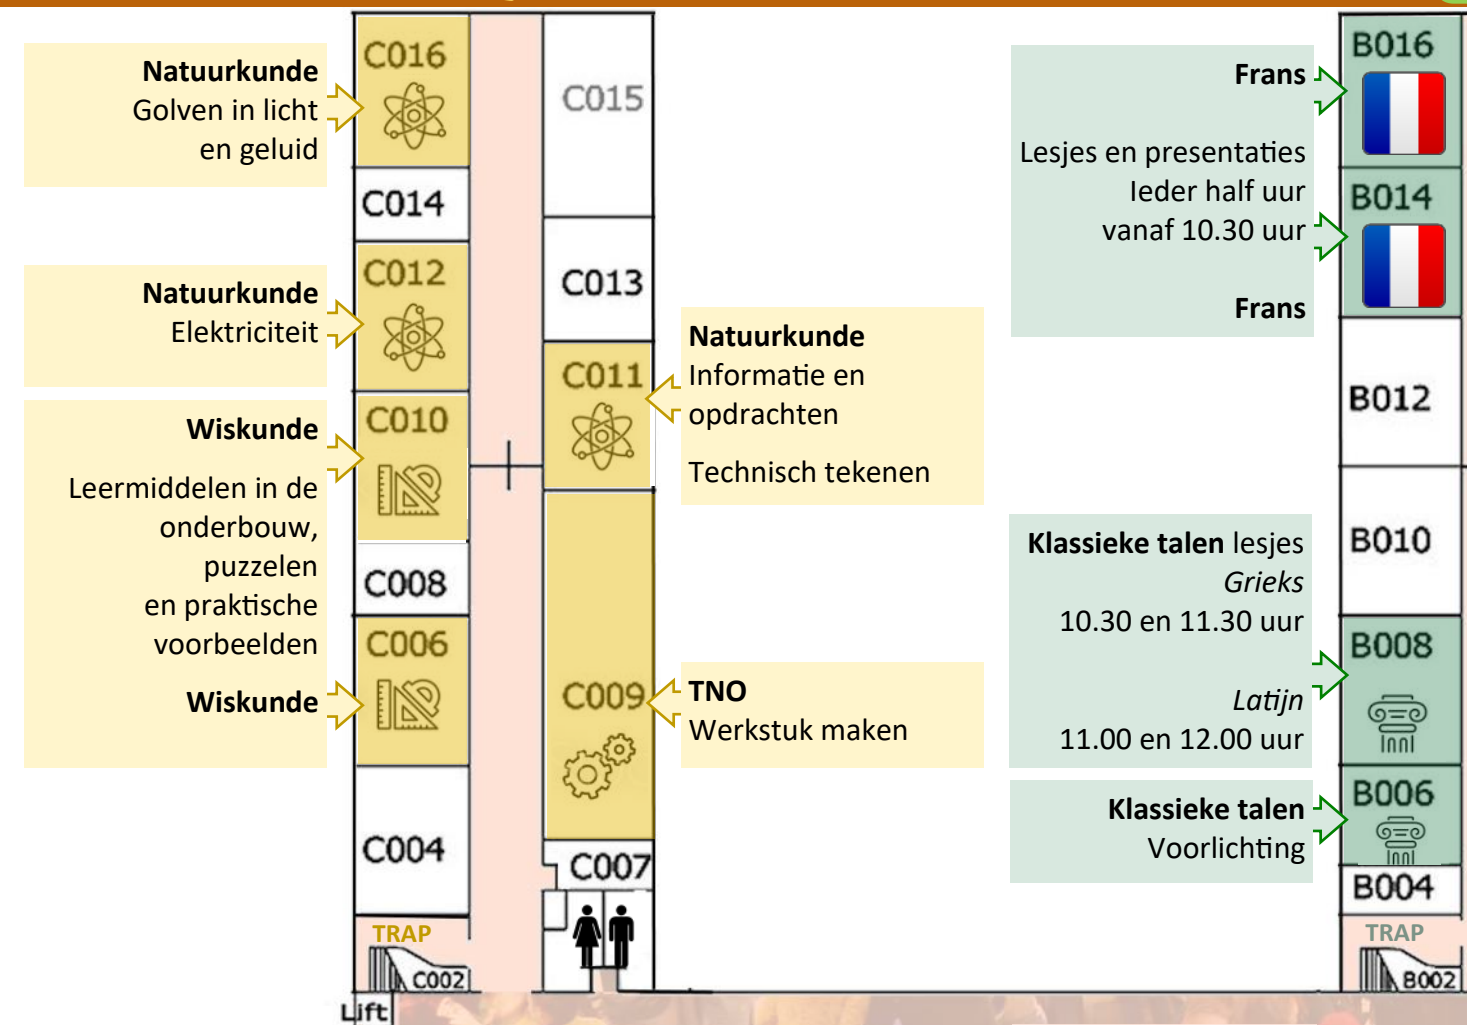 Natuurkunde
Golven in licht
en geluid
Natuurkunde
Elektriciteit
Wiskunde
Leermiddelen in de
onderbouw,
puzzelen
en praktische
voorbeelden
Wiskunde
C016
C014
C012
C010
C008
C006
C004
TRAP
C002
Lift
C015
C013
C011
C009
C007
Natuurkunde
Informatie en
opdrachten
Technisch tekenen
TNO
Werkstuk maken
Frans
Lesjes en presentaties
Ieder half uur
vanaf 10.30 uur
Frans
Klassieke talen lesjes
Grieks
10.30 en 11.30 uur
Latijn
11.00 en 12.00 uur
Klassieke talen
Voorlichting
B016
B014
B012
B010
B008
B006
B004
TRAP
B002